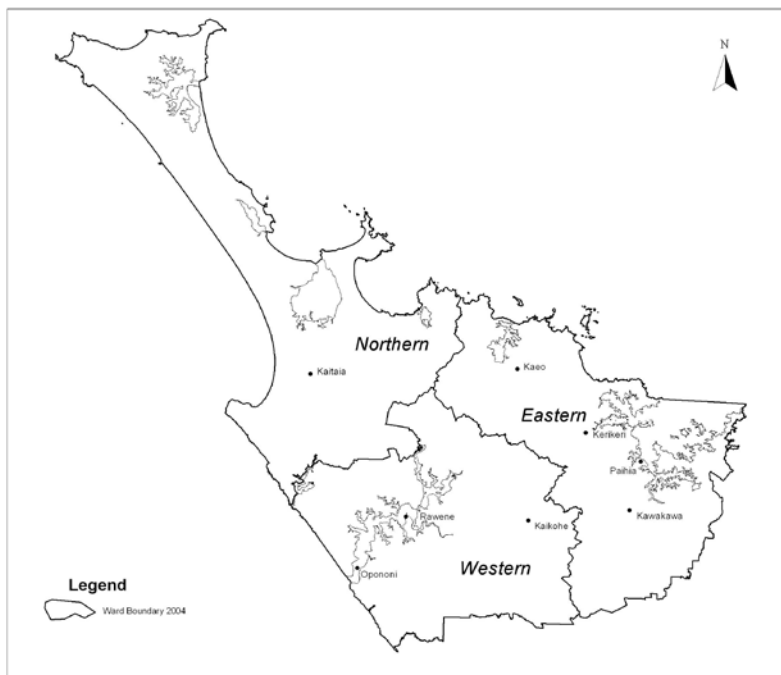 N
Northern
Kaitaia
Kaeo
Eastern
Kerikeri
Paihia
Rawene
Kawakawa
Kaikohe
Opononi
Western
Legend
Ward Boundary 2004